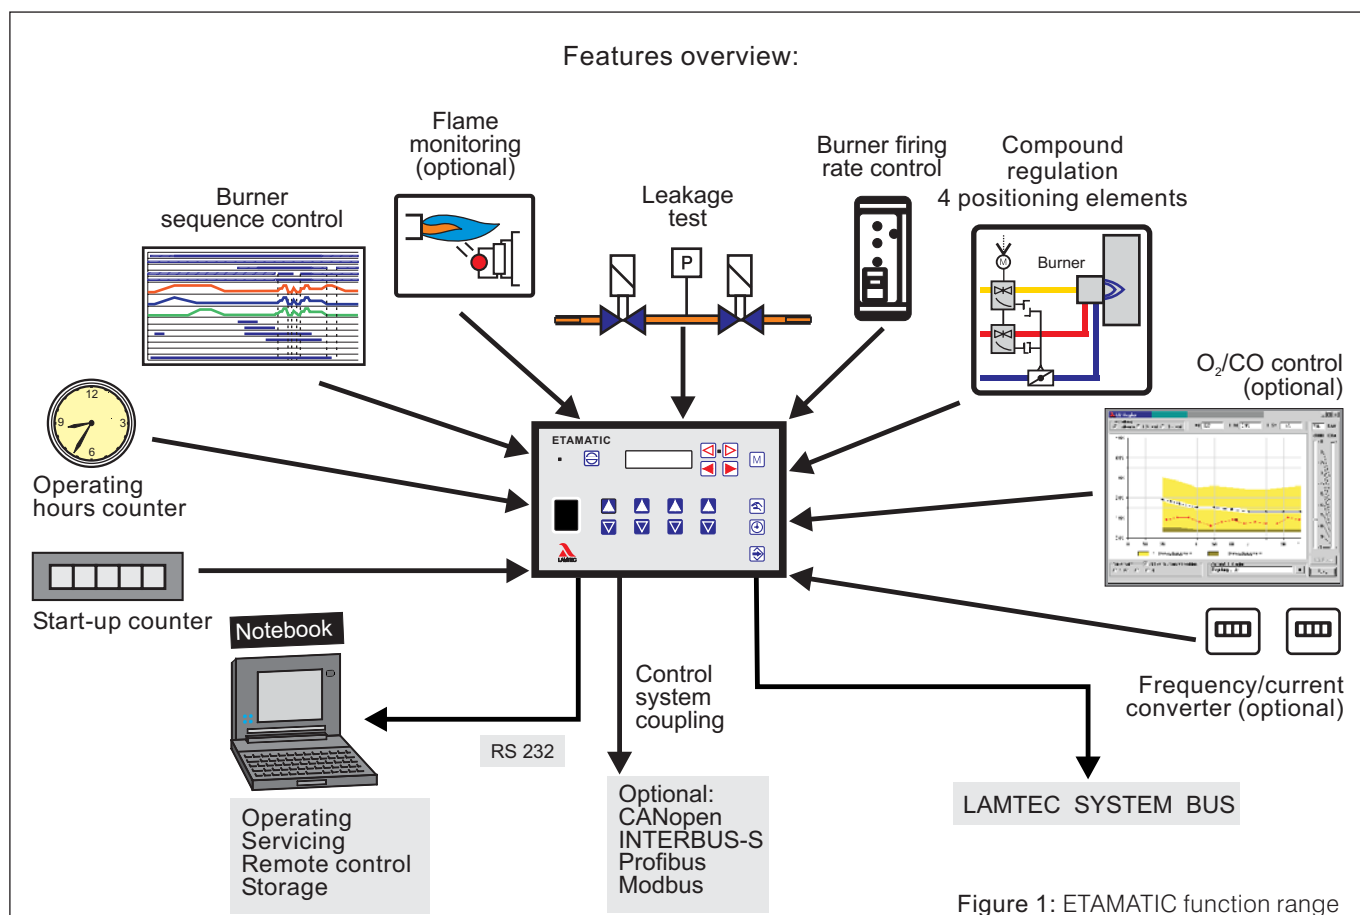 Features overview:
Flame
monitoring
(optional)
Burner firing
rate control
Compound
regulation
4 positioning elements
Leakage
test
Burner
sequence control
P
M
Burner
O₂/CO control
(optional)
12
9
3
6
Operating
hours counter
ETAMATIC
M
LAMTEC
Start-up counter
Notebook
Control
system
coupling
Frequency/current
converter (optional)
RS 232
Operating
Servicing
Remote control
Storage
Optional:
CANopen
INTERBUS-S
Profibus
Modbus
LAMTEC SYSTEM BUS
Figure 1: ETAMATIC function range